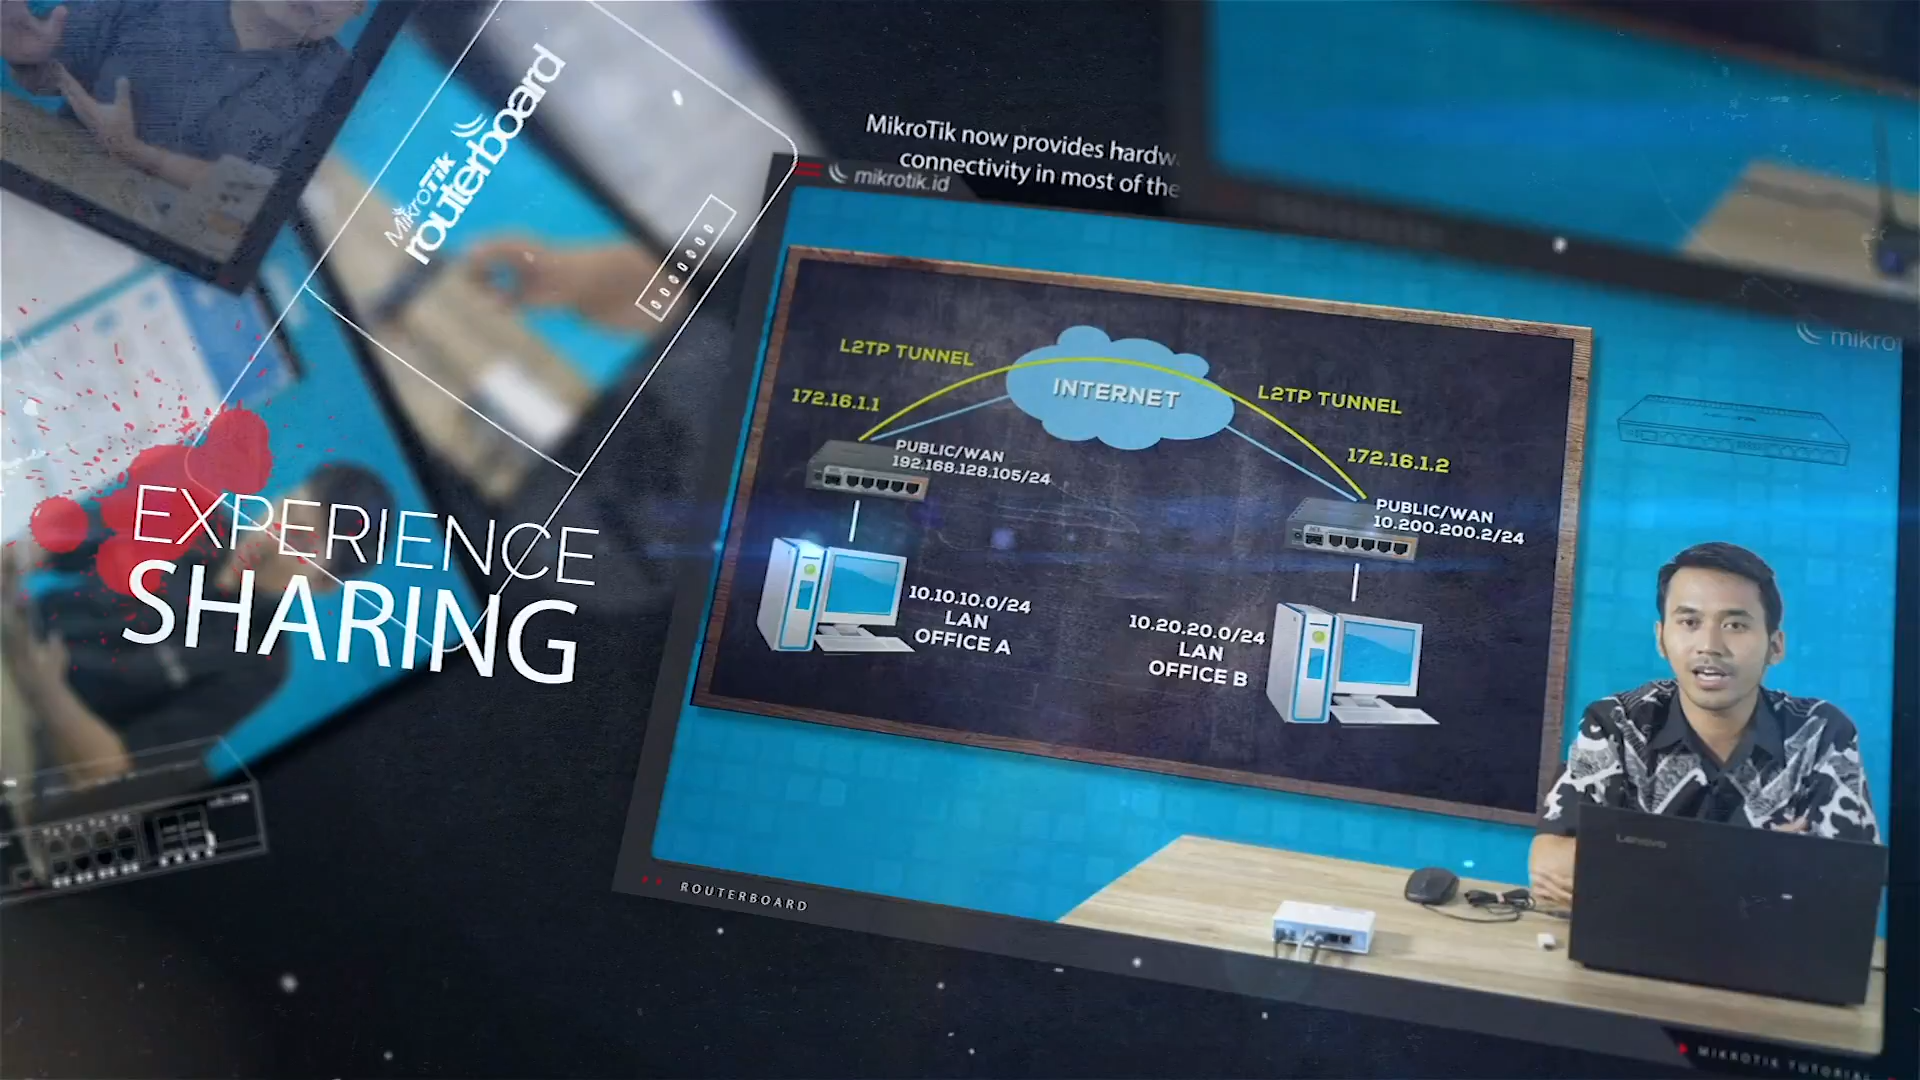 MikroTik
routerboard
EXPERIENCE
SHARING
MikroTik now provides
connectivity in most of the
mikrotik.id
L2TP TUNNEL
172.16.1.1
INTERNET
L2TP TUNNEL
172.16.1.2
PUBLIC/WAN
192.168.128.105/24
PUBLIC/WAN
10.200.200.2/24
10.10.10.0/24
LAN
OFFICE A
10.20.20.0/24
LAN
OFFICE B
Lenovo
ROUTERBOARD
MIKROTIK TUTORIAL